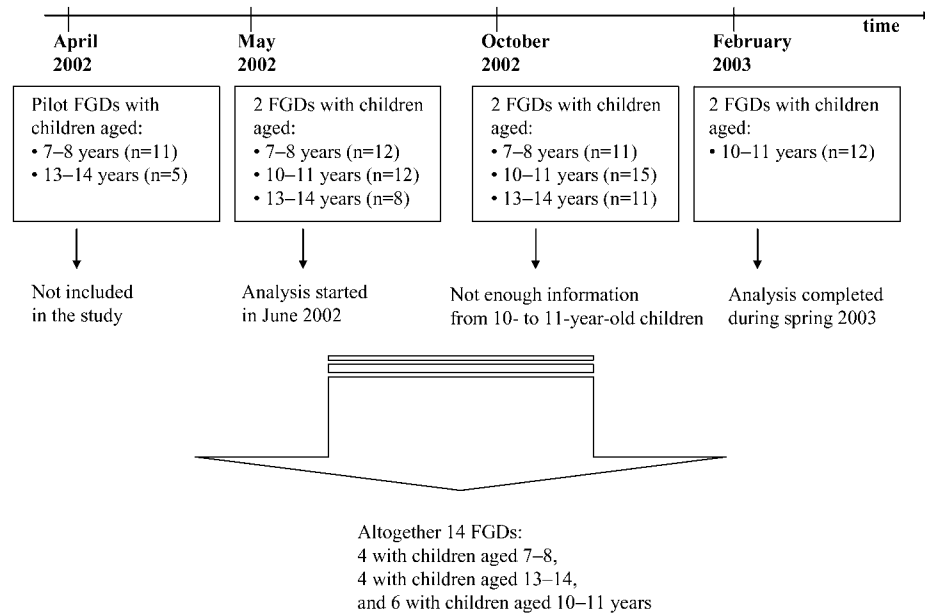 time
April
2002
May
2002
October
2002
February
2003
Pilot FGDs with
children aged:
• 7–8 years (n=11)
• 13–14 years (n=5)
2 FGDs with children
aged:
• 7–8 years (n=12)
• 10–11 years (n=12)
• 13–14 years (n=8)
2 FGDs with children
aged:
• 7–8 years (n=11)
• 10–11 years (n=15)
• 13–14 years (n=11)
2 FGDs with children
aged:
• 10–11 years (n=12)
Not included
in the study
Analysis started
in June 2002
Not enough information
from 10- to 11-year-old children
Analysis completed
during spring 2003
Altogether 14 FGDs:
4 with children aged 7–8,
4 with children aged 13–14,
and 6 with children aged 10–11 years